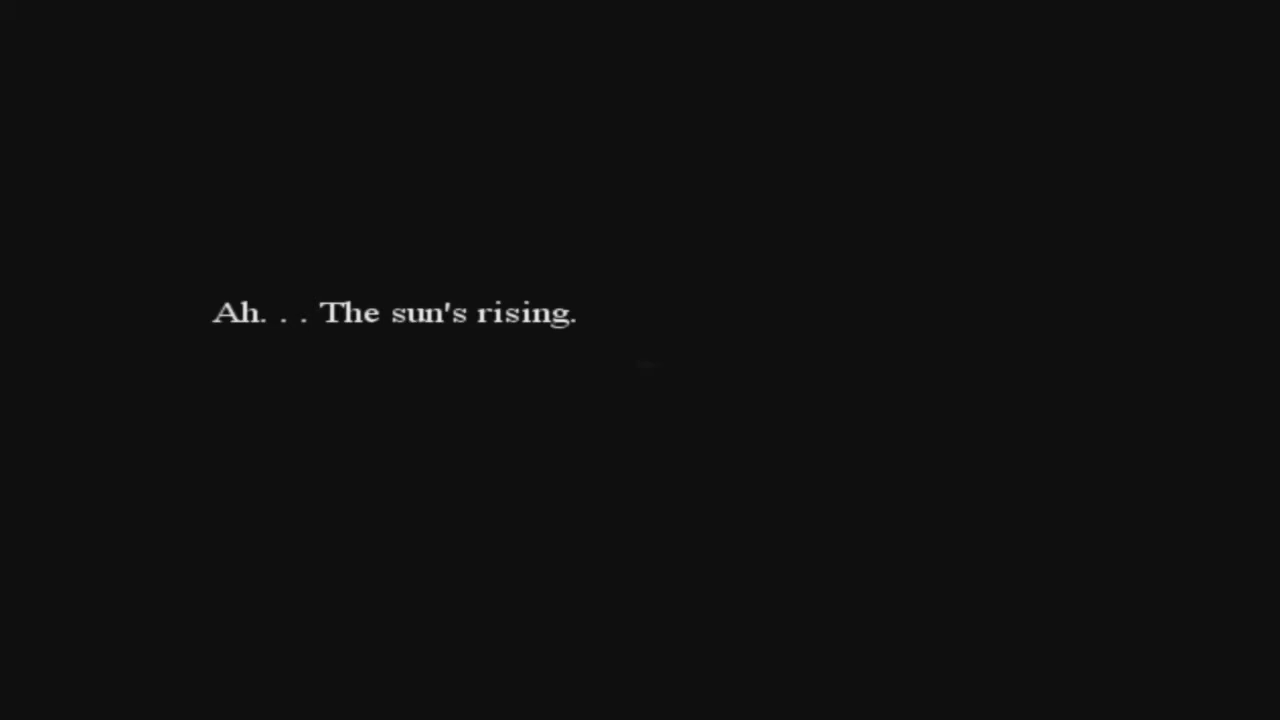 Ah. . . The sun's rising.